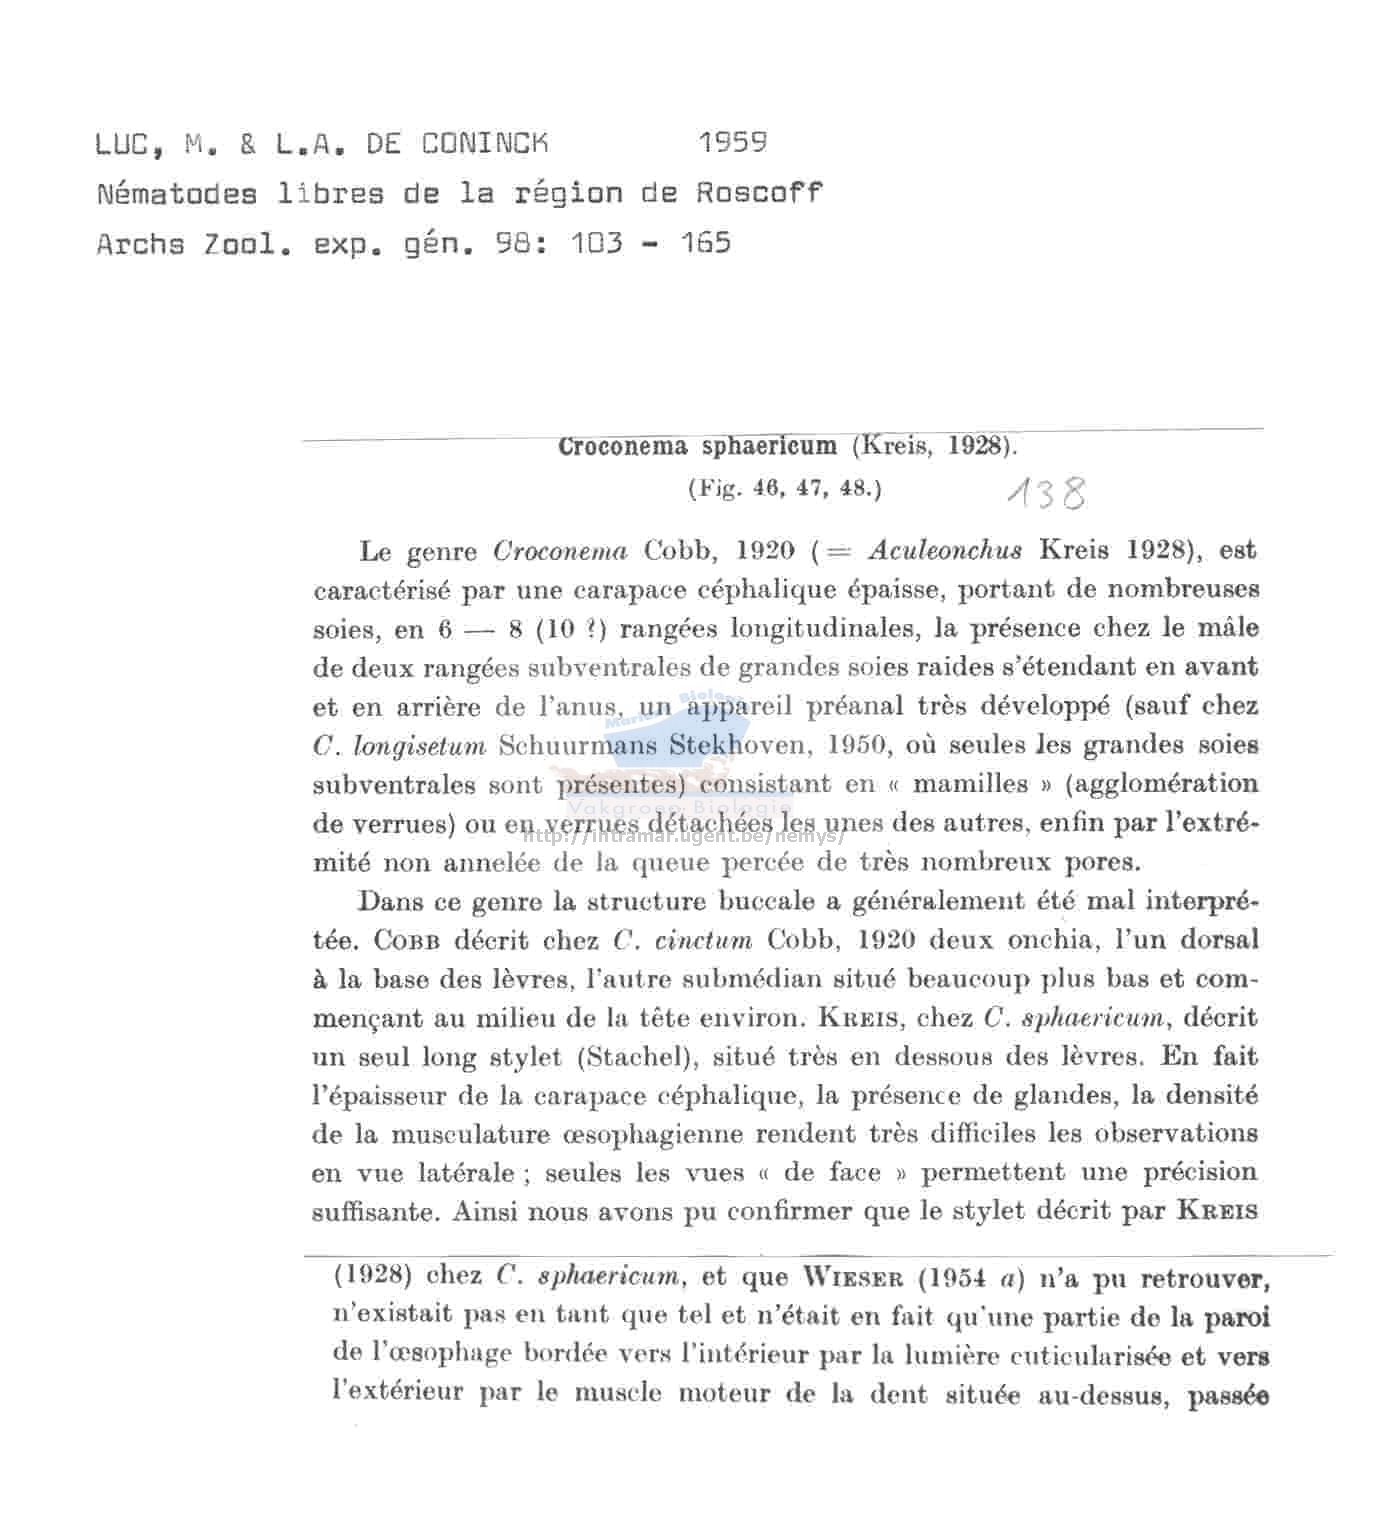 LUC, M. & L.A. DE CONINCK 1959
Nématodes libres de la région de Roscoff
Archs Zool. exp. gén. 98: 103 - 165
Croconema sphaericum (Kreis, 1928).
(Fig. 46, 47, 48.)
138
Le genre Croconema Cobb, 1920 (= Aculeonchus Kreis 1928), est
caractérisé par une carapace céphalique épaisse, portant de nombreuses
soies, en 6 — 8 (10 ?) rangées longitudinales, la présence chez le mâle
de deux rangées subventrales de grandes soies raides s'étendant en avant
et en arrière de l'anus, un appareil préanal très développé (sauf chez
C. longisetum Schuurmans Stekhoven, 1950, où seules les grandes soies
subventrales sont présentes) consistant en « mamilles » (agglomération
de verrues) ou en verrues détachées les unes des autres, enfin par l'extré-
mité non annelée de la queue percée de très nombreux pores.
Marine Biology
Vakgroep Biologie
http://intramar.ugent.be/nemys/
Dans ce genre la structure buccale a généralement été mal interpré-
tée. COBB décrit chez C. cinctum Cobb, 1920 deux onchia, l'un dorsal
à la base des lèvres, l'autre submédian situé beaucoup plus bas et com-
mençant au milieu de la tête environ. KREIS, chez C. sphaericum, décrit
un seul long stylet (Stachel), situé très en dessous des lèvres. En fait
l'épaisseur de la carapace céphalique, la présence de glandes, la densité
de la musculature œsophagienne rendent très difficiles les observations
en vue latérale ; seules les vues « de face » permettent une précision
suffisante. Ainsi nous avons pu confirmer que le stylet décrit par KREIS
(1928) chez C. sphaericum, et que WIESER (1954 a) n'a pu retrouver,
n'existait pas en tant que tel et n'était en fait qu'une partie de la paroi
de l'œsophage bordée vers l'intérieur par la lumière cuticularisée et vers
l'extérieur par le muscle moteur de la dent située au-dessus, passée